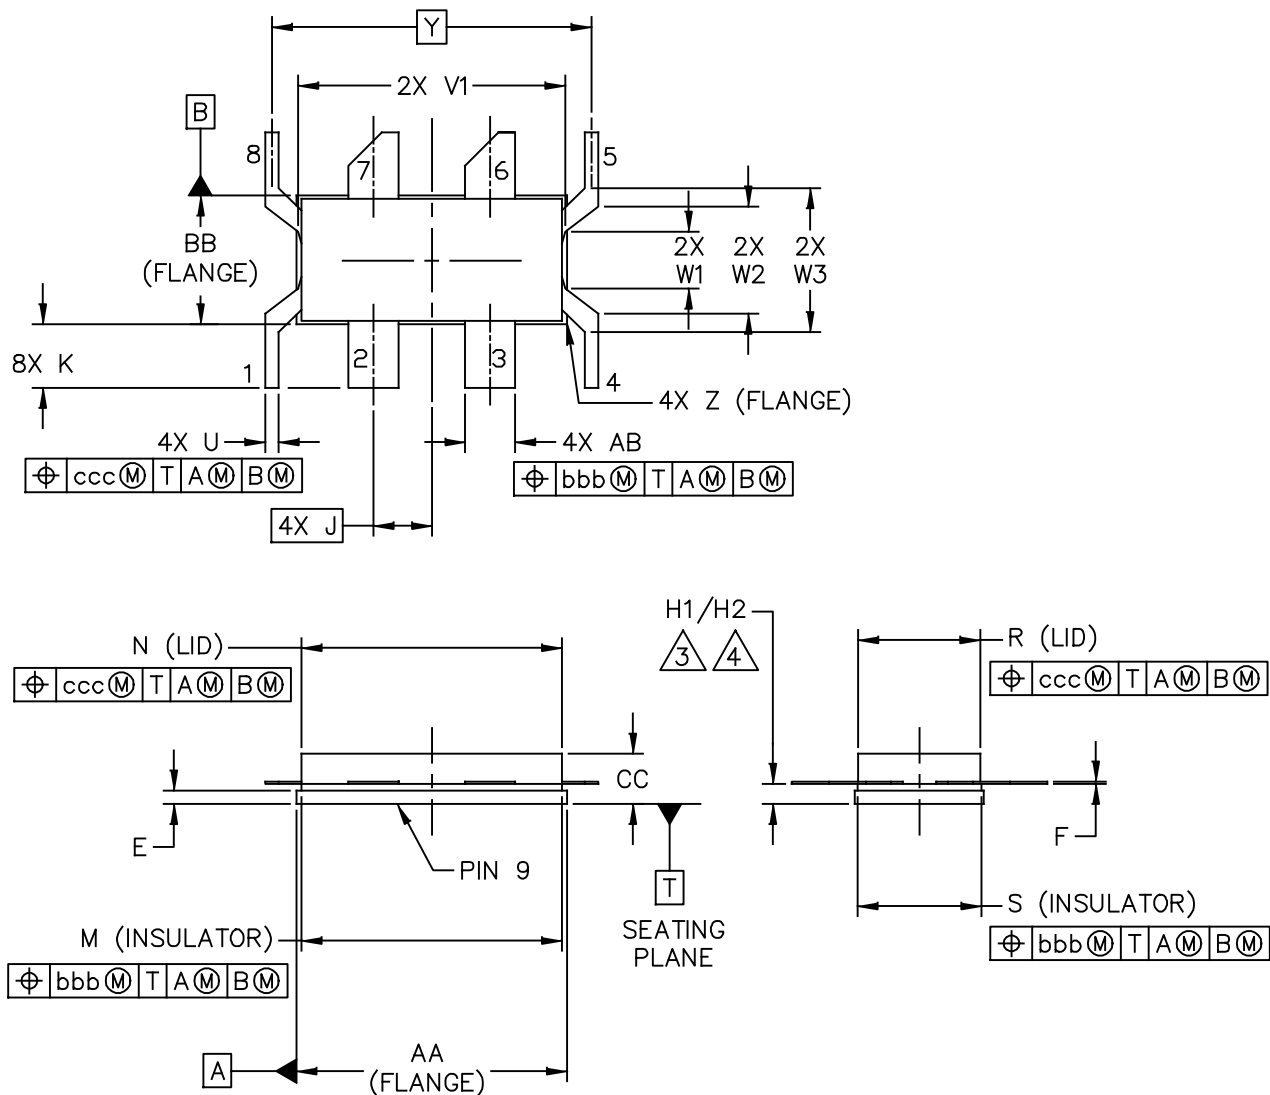 Y
2X V1
B
8
7
6
5
BB
(FLANGE)
2X
W1
2X
W2
2X
W3
8X K
1
2
3
4
4X Z (FLANGE)
4X U
4X AB
⌖ ccc Ⓜ T A Ⓜ B Ⓜ
⌖ bbb Ⓜ T A Ⓜ B Ⓜ
4X J
H1/H2
3 4
N (LID)
⌖ ccc Ⓜ T A Ⓜ B Ⓜ
R (LID)
⌖ ccc Ⓜ T A Ⓜ B Ⓜ
CC
E
F
PIN 9
T
SEATING
PLANE
M (INSULATOR)
⌖ bbb Ⓜ T A Ⓜ B Ⓜ
S (INSULATOR)
⌖ bbb Ⓜ T A Ⓜ B Ⓜ
A
AA
(FLANGE)